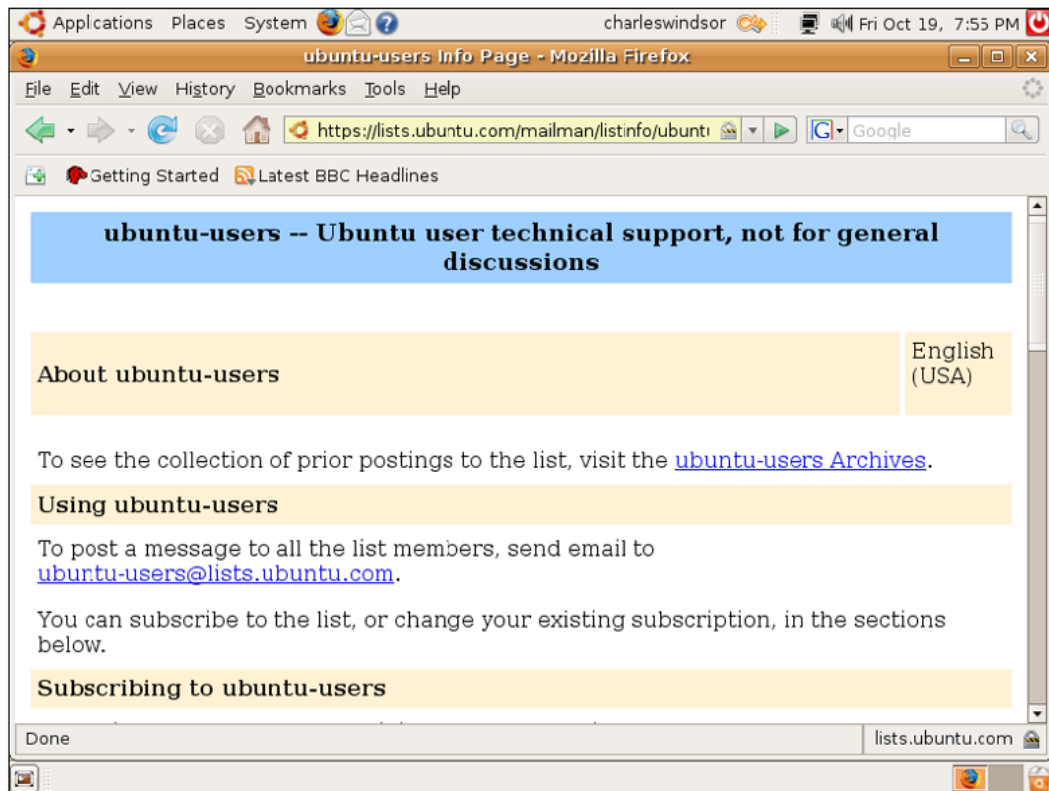 Applications Places System charleswindsor Fri Oct 19, 7:55 PM
ubuntu-users Info Page - Mozilla Firefox
File Edit View History Bookmarks Tools Help
https://lists.ubuntu.com/mailman/listinfo/ubunt G Google
Getting Started Latest BBC Headlines
ubuntu-users -- Ubuntu user technical support, not for general
discussions
About ubuntu-users
English
(USA)
To see the collection of prior postings to the list, visit the ubuntu-users Archives.
Using ubuntu-users
To post a message to all the list members, send email to
ubuntu-users@lists.ubuntu.com.
You can subscribe to the list, or change your existing subscription, in the sections
below.
Subscribing to ubuntu-users
Done lists.ubuntu.com